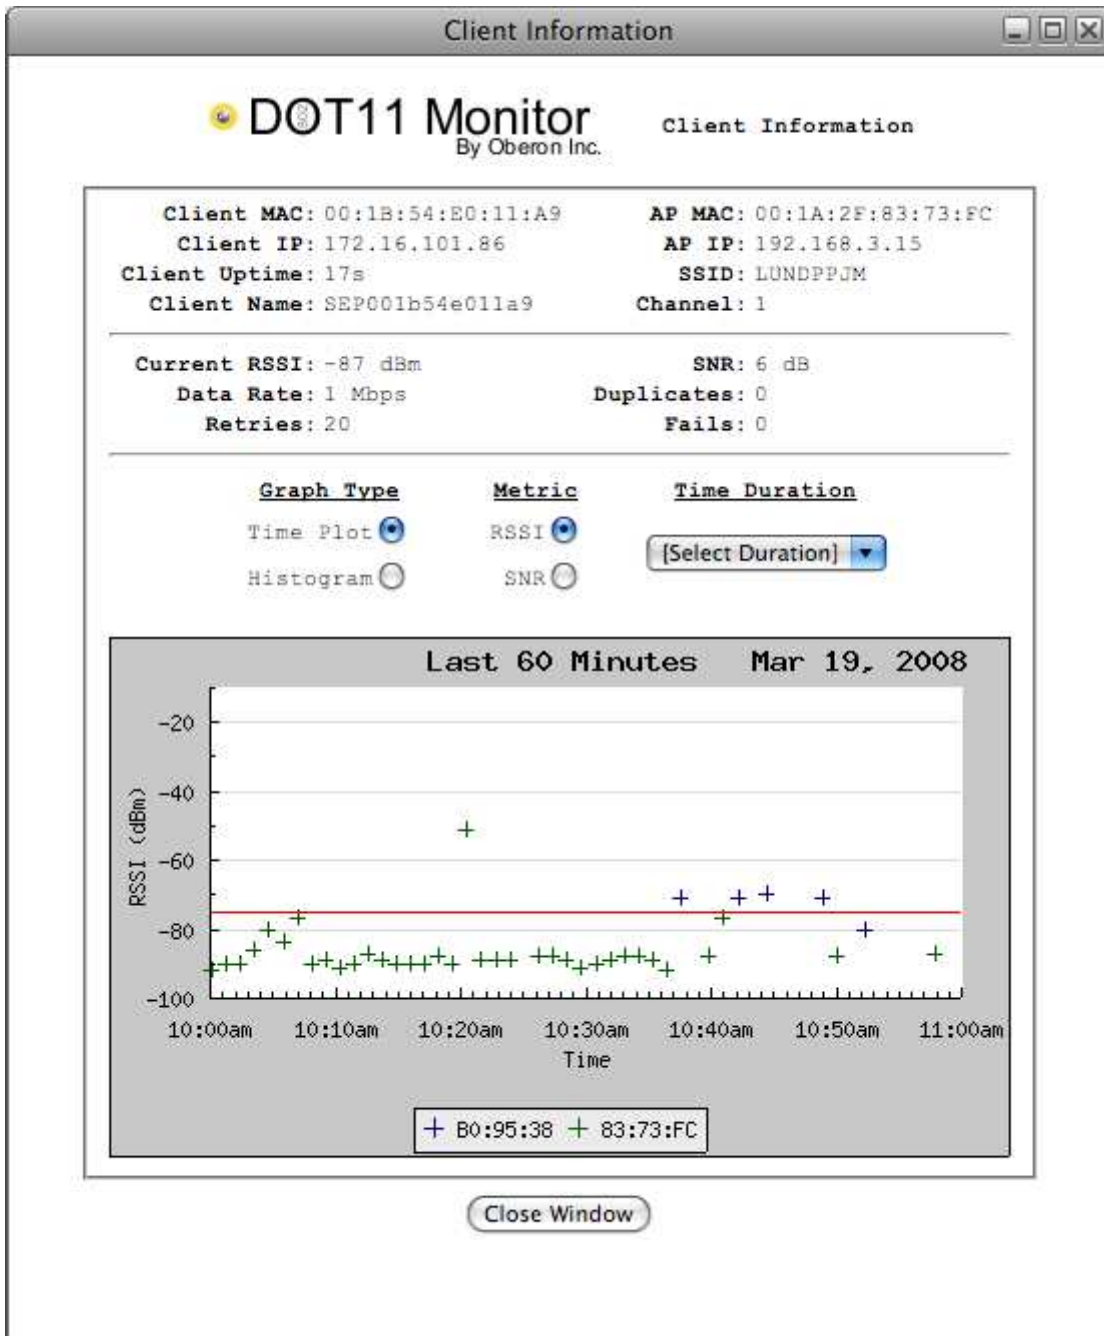 Client Information
DOT11 Monitor
By Oberon Inc.
Client Information
Client MAC: 00:1B:54:E0:11:A9 AP MAC: 00:1A:2F:83:73:FC
Client IP: 172.16.101.86 AP IP: 192.168.3.15
Client Uptime: 17s SSID: LUNDPPJM
Client Name: SEP001b54e011a9 Channel: 1
Current RSSI: -87 dBm SNR: 6 dB
Data Rate: 1 Mbps Duplicates: 0
Retries: 20 Fails: 0
Graph Type Metric Time Duration
Time Plot RSSI [Select Duration]
Histogram SNR
Last 60 Minutes Mar 19, 2008
RSSI (dBm)
-20
-40
-60
-80
-100
10:00am 10:10am 10:20am 10:30am 10:40am 10:50am 11:00am
Time
B0:95:38 83:73:FC
Close Window